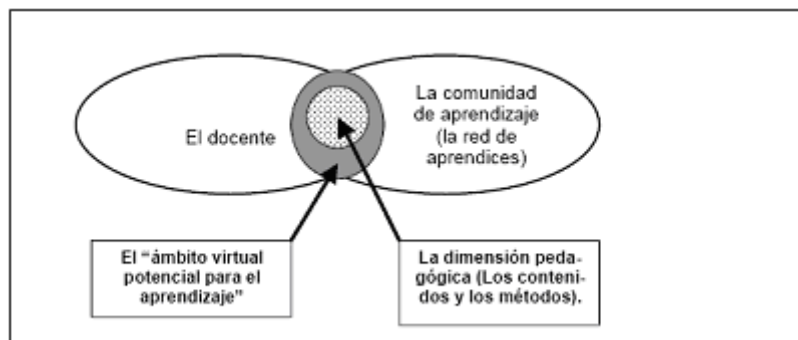 El docente
La comunidad
de aprendizaje
(la red de
aprendices)
El “ámbito virtual
potencial para el
aprendizaje”
La dimensión peda-
gógica (Los conteni-
dos y los métodos).